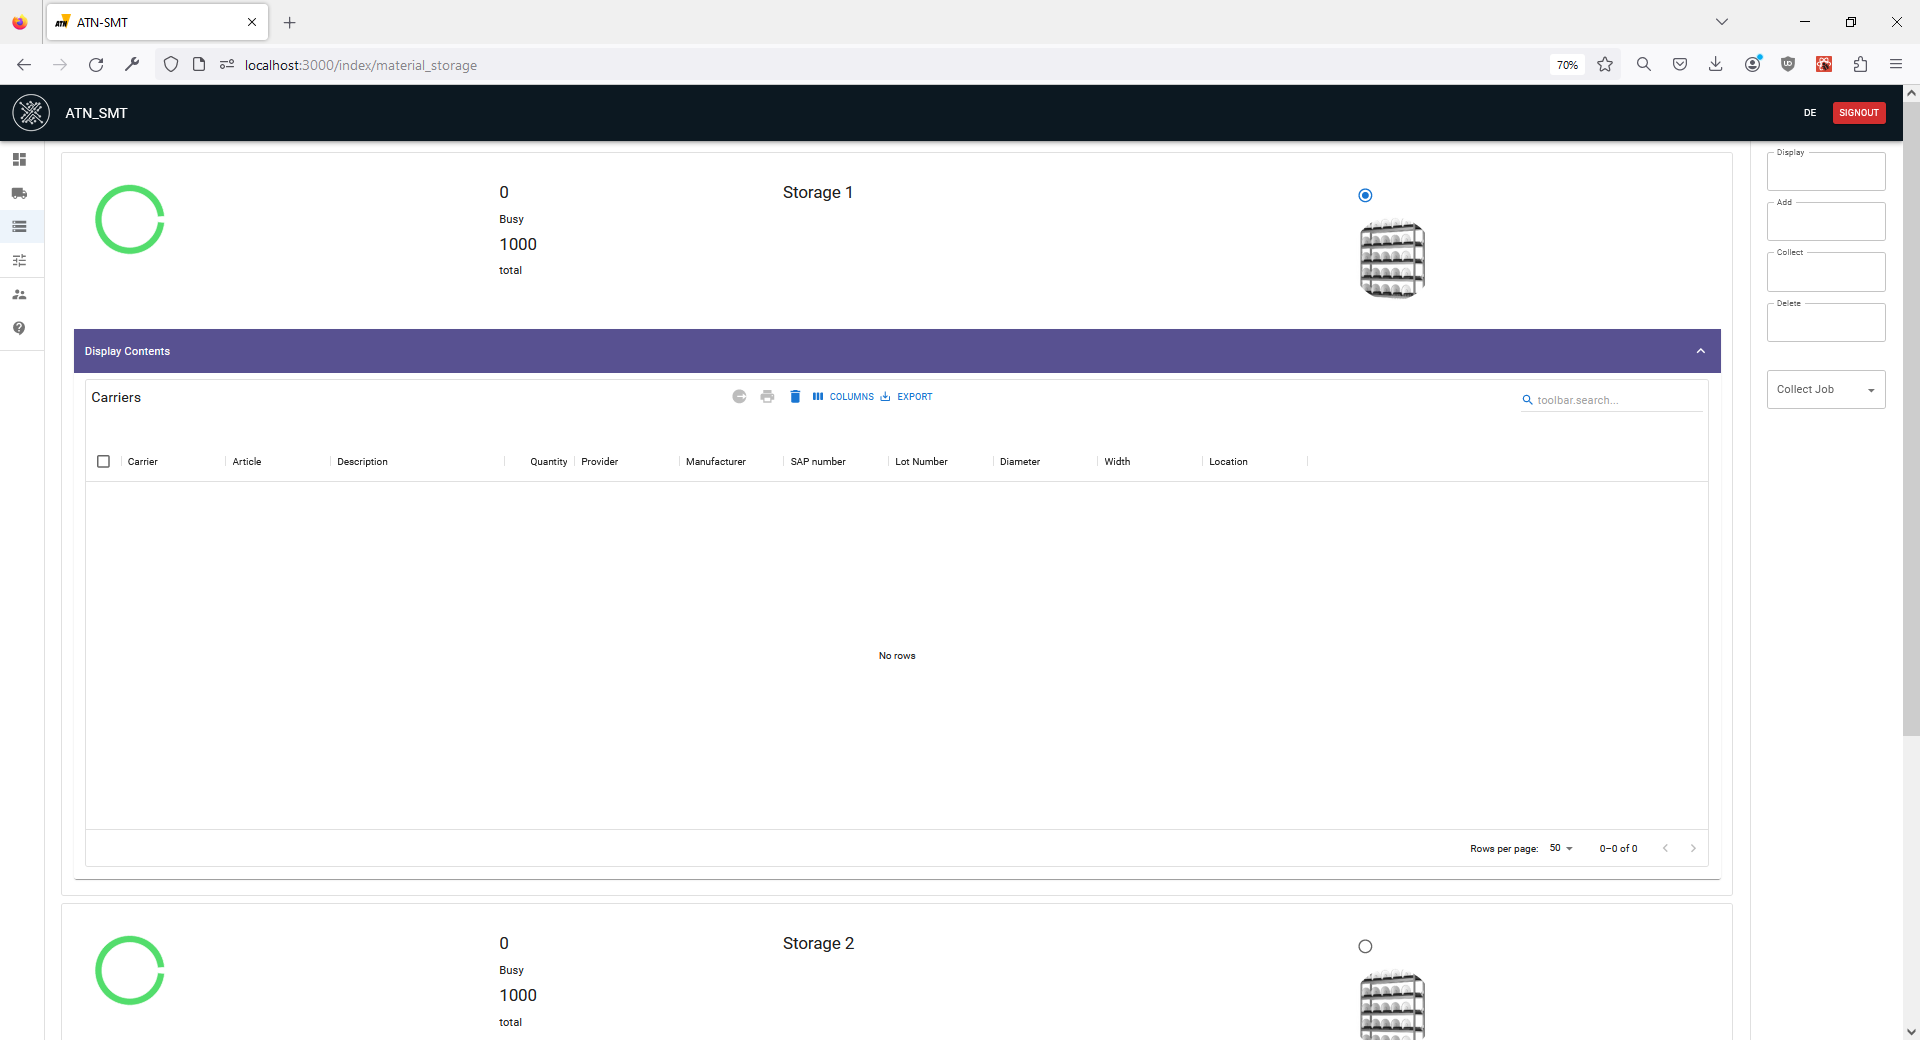 ATN-SMT
localhost:3000/index/material_storage
70%
ATN_SMT
DE
SIGNOUT
0
Busy
1000
total
Storage 1
Display
Add
Collect
Delete
Collect Job
Display Contents
Carriers
COLUMNS
EXPORT
toolbar.search...
Carrier
Article
Description
Quantity
Provider
Manufacturer
SAP number
Lot Number
Diameter
Width
Location
No rows
Rows per page:
50
0–0 of 0
0
Busy
1000
total
Storage 2